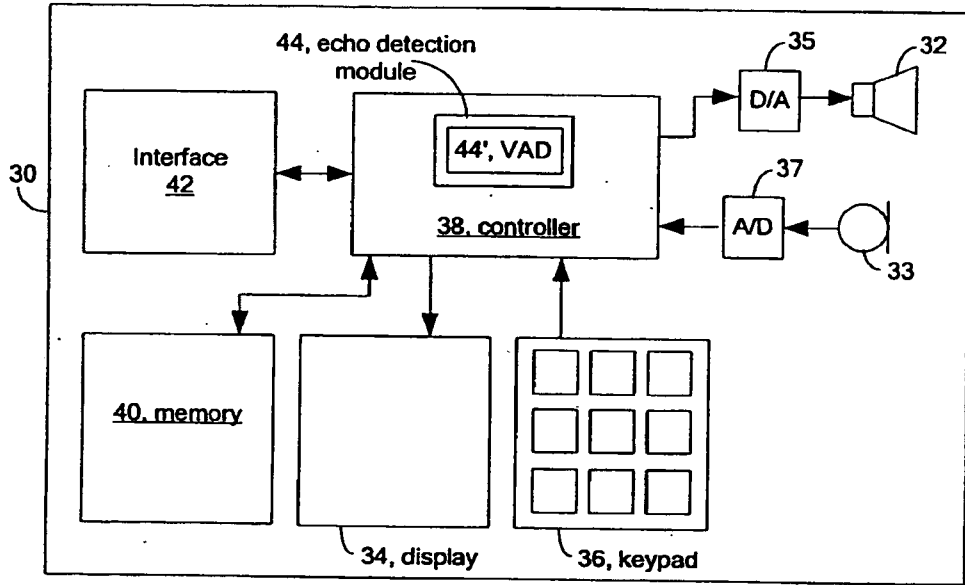 44, echo detection
module
35
32
D/A
Interface
42
44', VAD
30
37
38, controller
A/D
33
40, memory
34, display
36, keypad